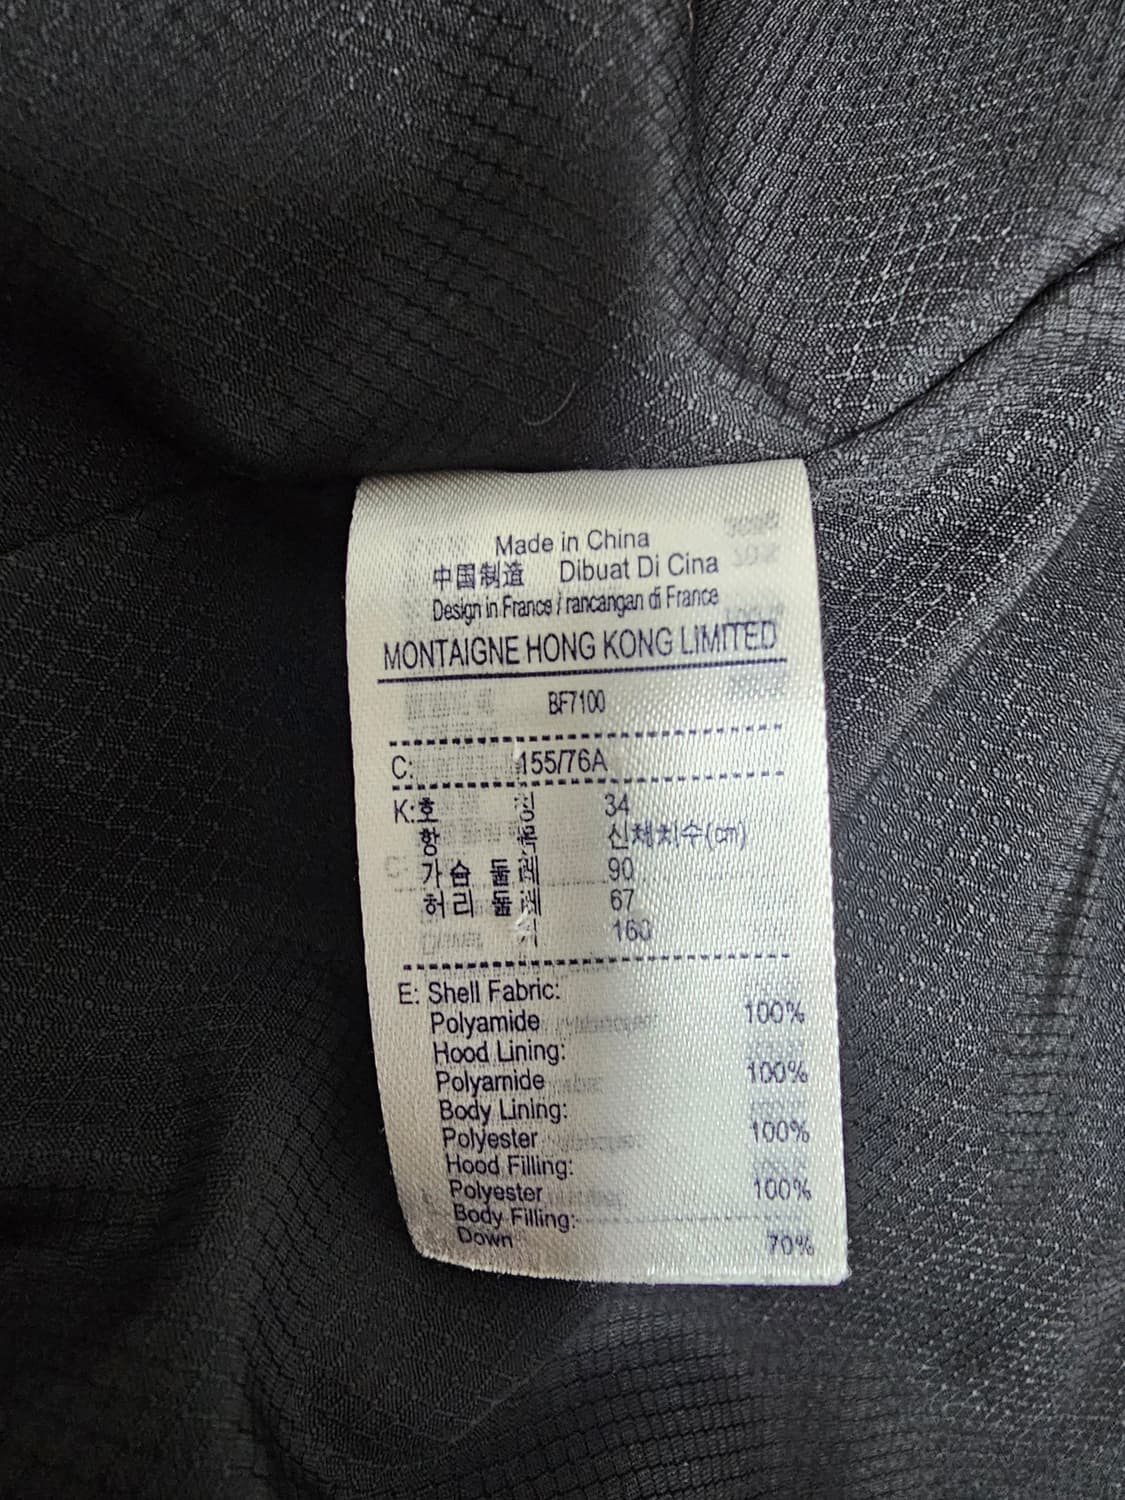 Made in China
中国制造 Dibuat Di Cina
Design in France / rancangan di France
MONTAIGNE HONG KONG LIMITED
BF7100
C: 155/76A
K: 호 칭 34
항 목 신체치수(cm)
가슴 둘레 90
허리 둘레 67
키 160
E: Shell Fabric:
Polyamide 100%
Hood Lining:
Polyamide 100%
Body Lining:
Polyester 100%
Hood Filling:
Polyester 100%
Body Filling:
Down 70%